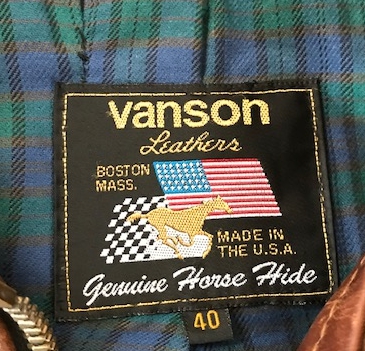 vanson
Leathers
BOSTON
MASS.
MADE IN
THE U.S.A.
Genuine Horse Hide
40